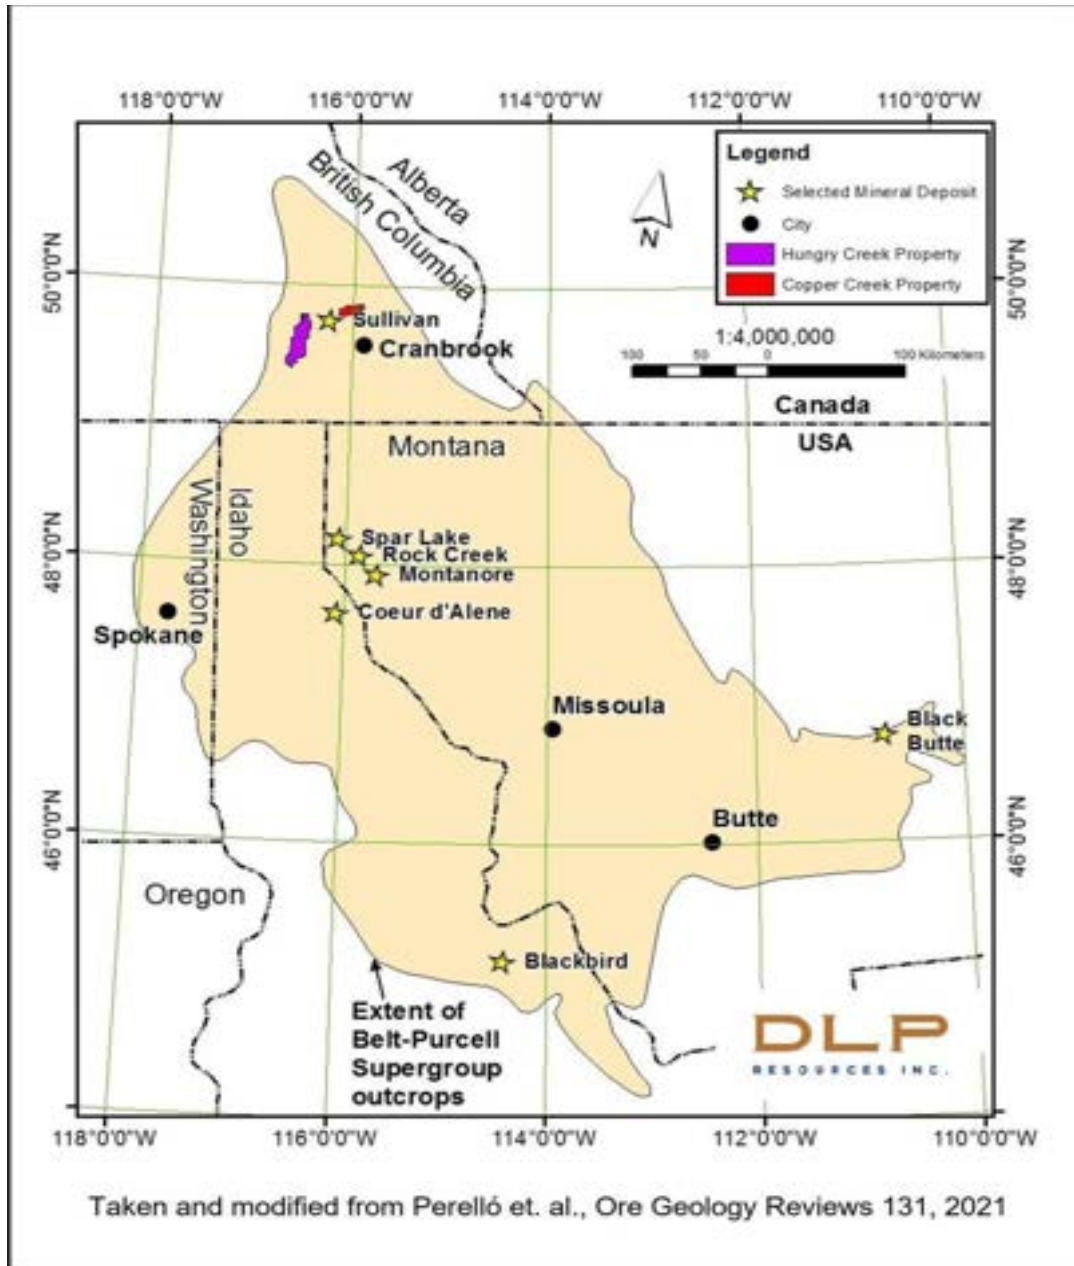 118°0'0"W
116°0'0"W
114°0'0"W
112°0'0"W
110°0'0"W
Legend
Selected Mineral Deposit
City
Hungry Creek Property
Copper Creek Property
Alberta
British Columbia
N
50°0'0"N
50°0'0"N
1:4,000,000
100 50 0 100 Kilometers
Sullivan
Cranbrook
Canada
USA
Montana
Idaho
Washington
48°0'0"N
48°0'0"N
Spar Lake
Rock Creek
Montanore
Coeur d'Alene
Spokane
Missoula
Black
Butte
Butte
46°0'0"N
46°0'0"N
Oregon
Blackbird
Extent of
Belt-Purcell
Supergroup
outcrops
DLP
RESOURCES INC.
118°0'0"W
116°0'0"W
114°0'0"W
112°0'0"W
110°0'0"W
Taken and modified from Perelló et. al., Ore Geology Reviews 131, 2021